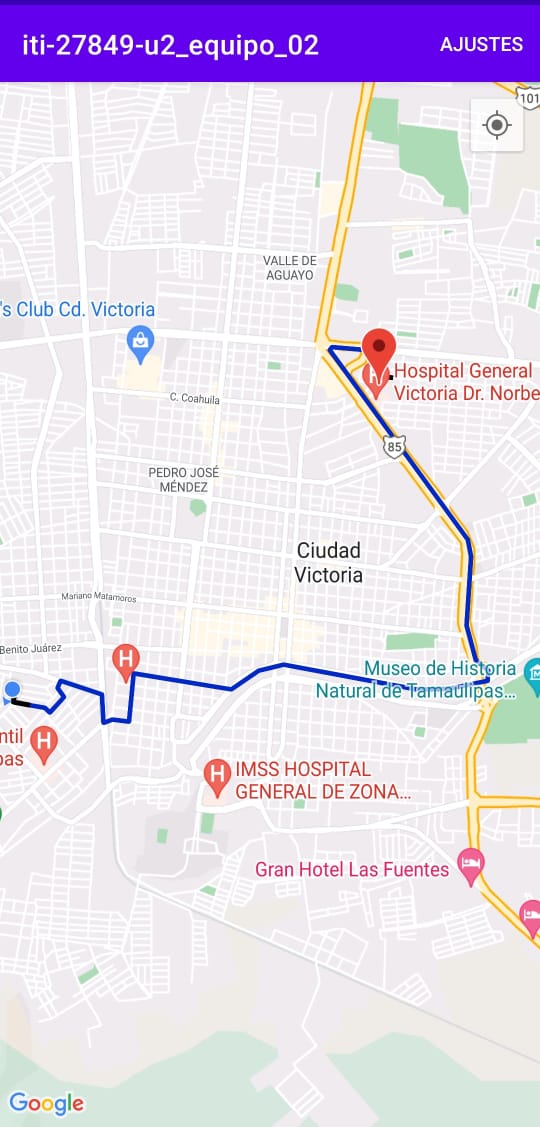 iti-27849-u2_equipo_02
AJUSTES
101
VALLE DE
AGUAYO
's Club Cd. Victoria
Hospital General
Victoria Dr. Norbe
H
C. Coahuila
85
PEDRO JOSÉ
MÉNDEZ
Ciudad
Victoria
Mariano Matamoros
Benito Juárez
H
Museo de Historia
Natural de Tamaulipas...
ntil
pas
H
H
IMSS HOSPITAL
GENERAL DE ZONA...
Gran Hotel Las Fuentes
Google